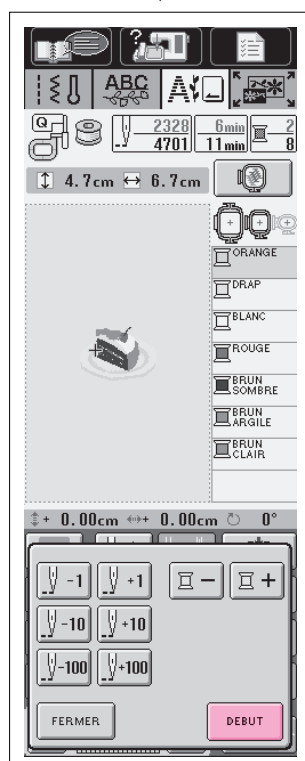 ?
ABC
A
Q
2328 6min 2
4701 11min 8
4.7cm 6.7cm
ORANGE
DRAP
BLANC
ROUGE
BRUN
SOMBRE
BRUN
ARGILE
BRUN
CLAIR
+ 0.00cm + 0.00cm 0°
-1 +1 - +
-10 +10
-100 +100
FERMER DEBUT